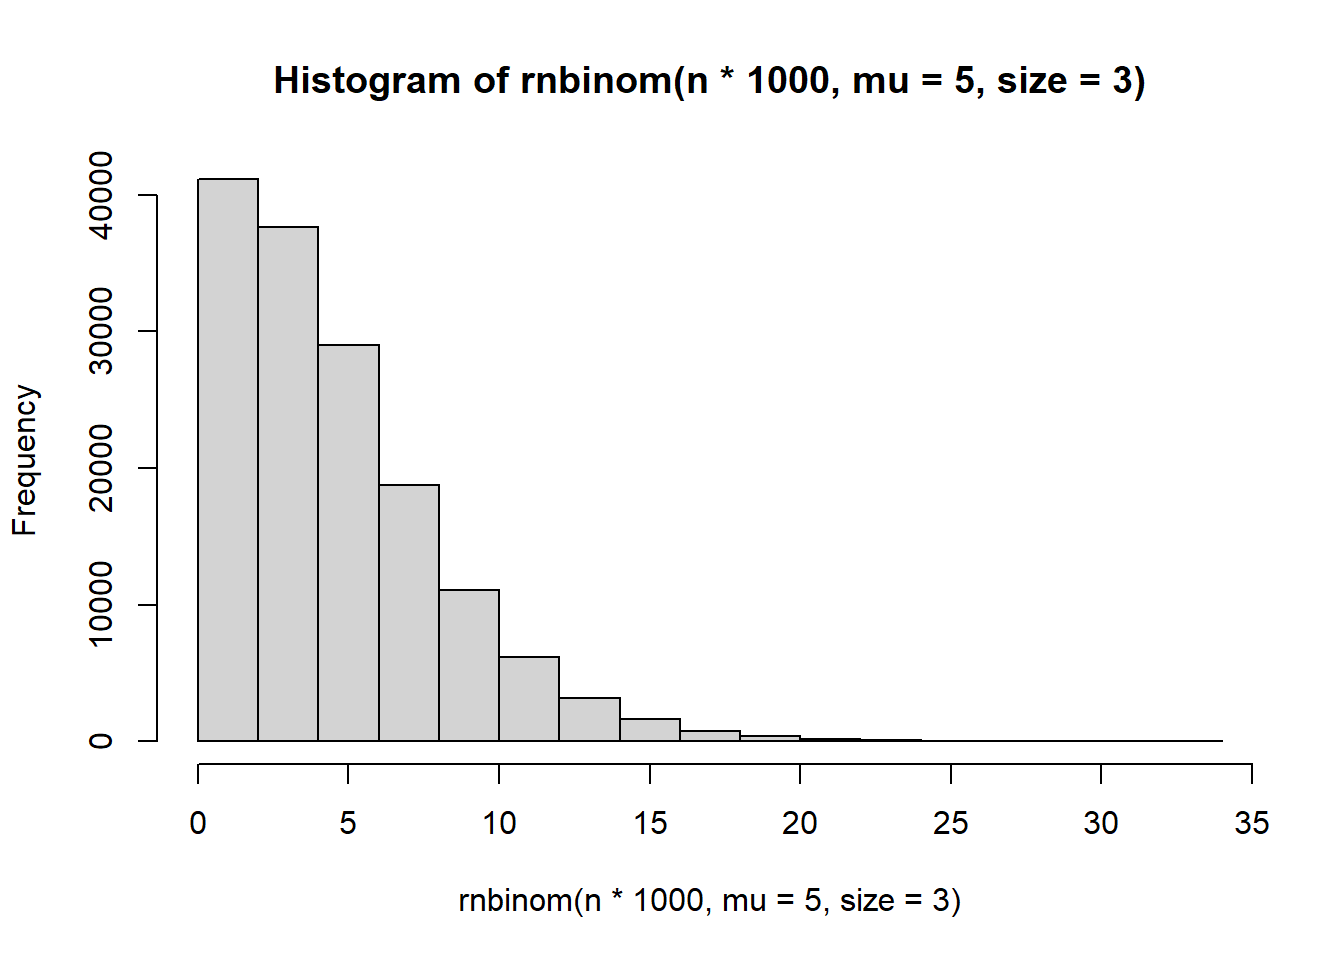 Histogram of rnbinom(n * 1000, mu = 5, size = 3)
Frequency
40000
30000
20000
10000
0
0 5 10 15 20 25 30 35
rnbinom(n * 1000, mu = 5, size = 3)